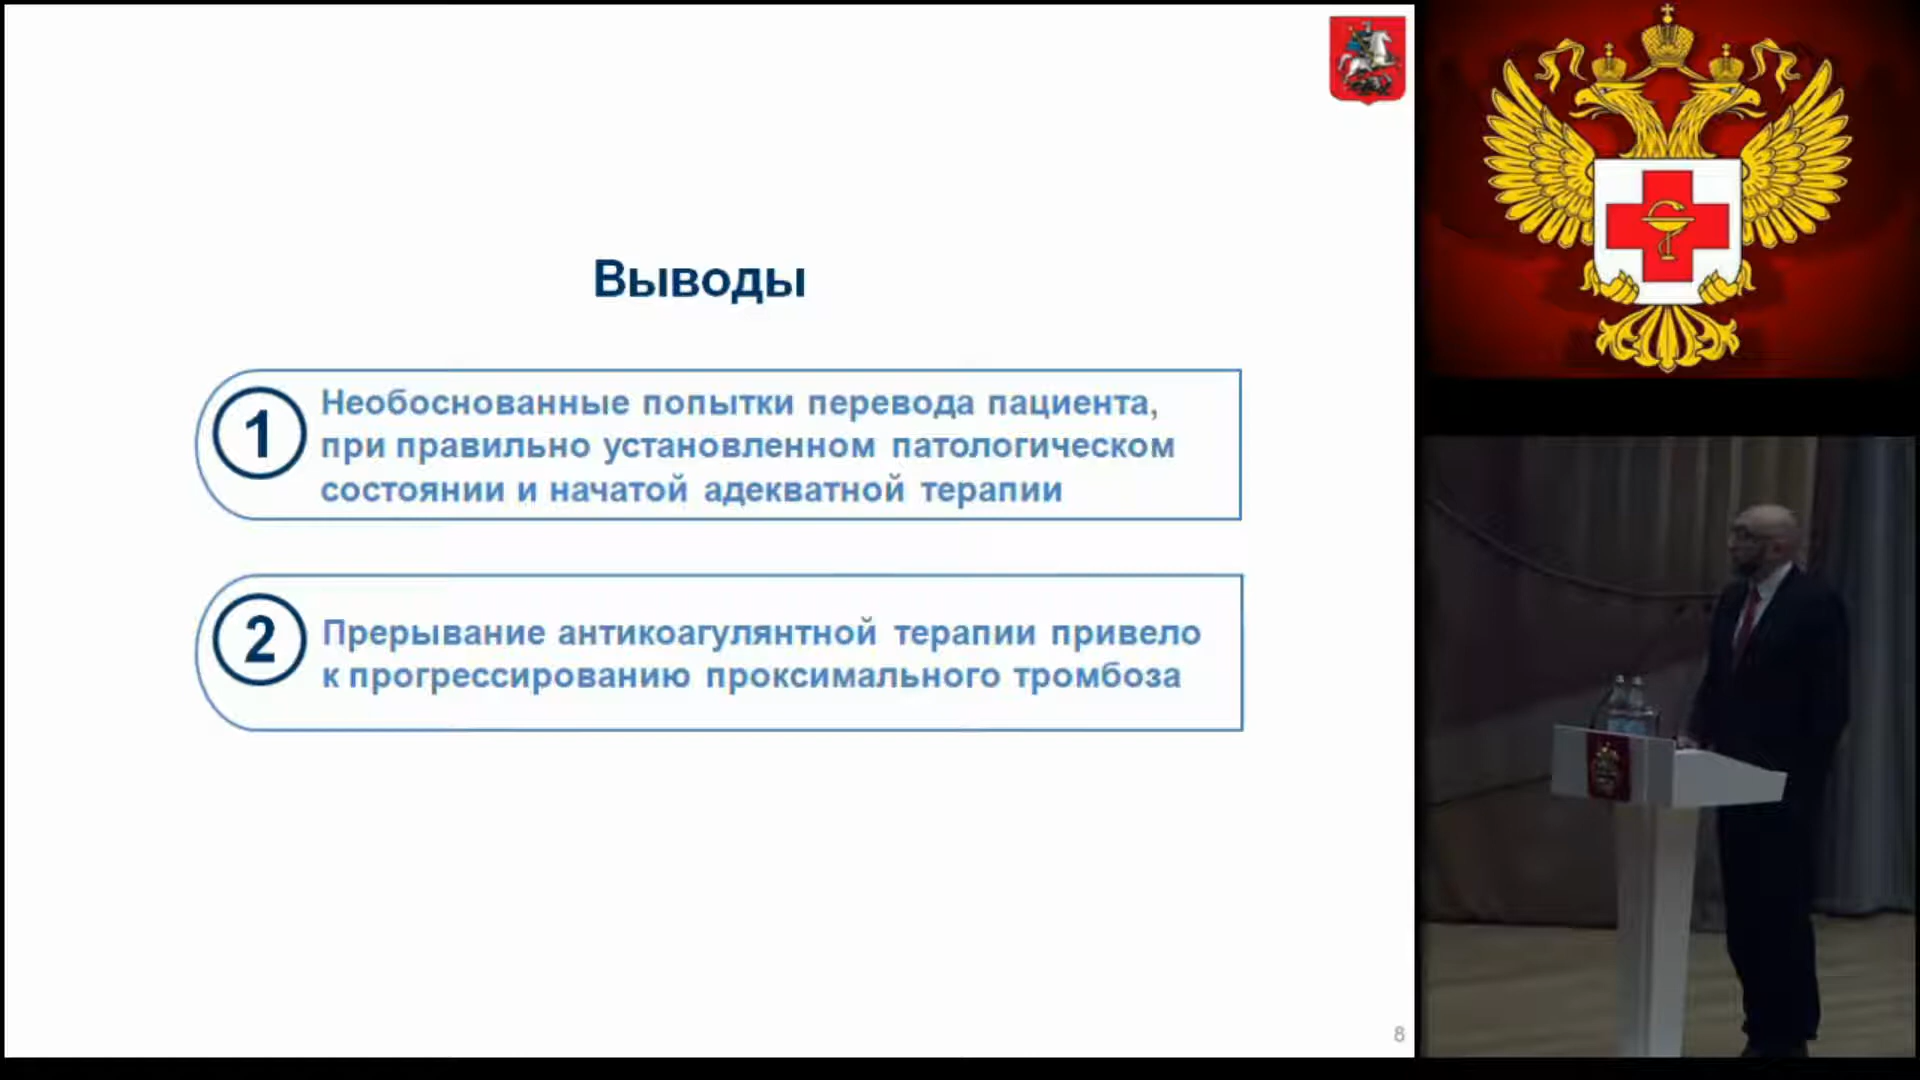 Выводы
1
Необоснованные попытки перевода пациента,
при правильно установленном патологическом
состоянии и начатой адекватной терапии
2
Прерывание антикоагулянтной терапии привело
к прогрессированию проксимального тромбоза
8